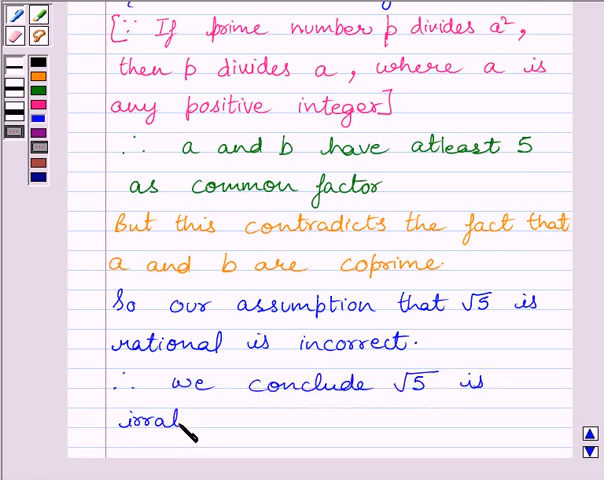 [∵ If prime number p divides a²,
then p divides a, where a is
any positive integer]
∴ a and b have atleast 5
as common factor
But this contradicts the fact that
a and b are coprime.
So our assumption that √5 is
rational is incorrect.
∴ we conclude √5 is
irrat